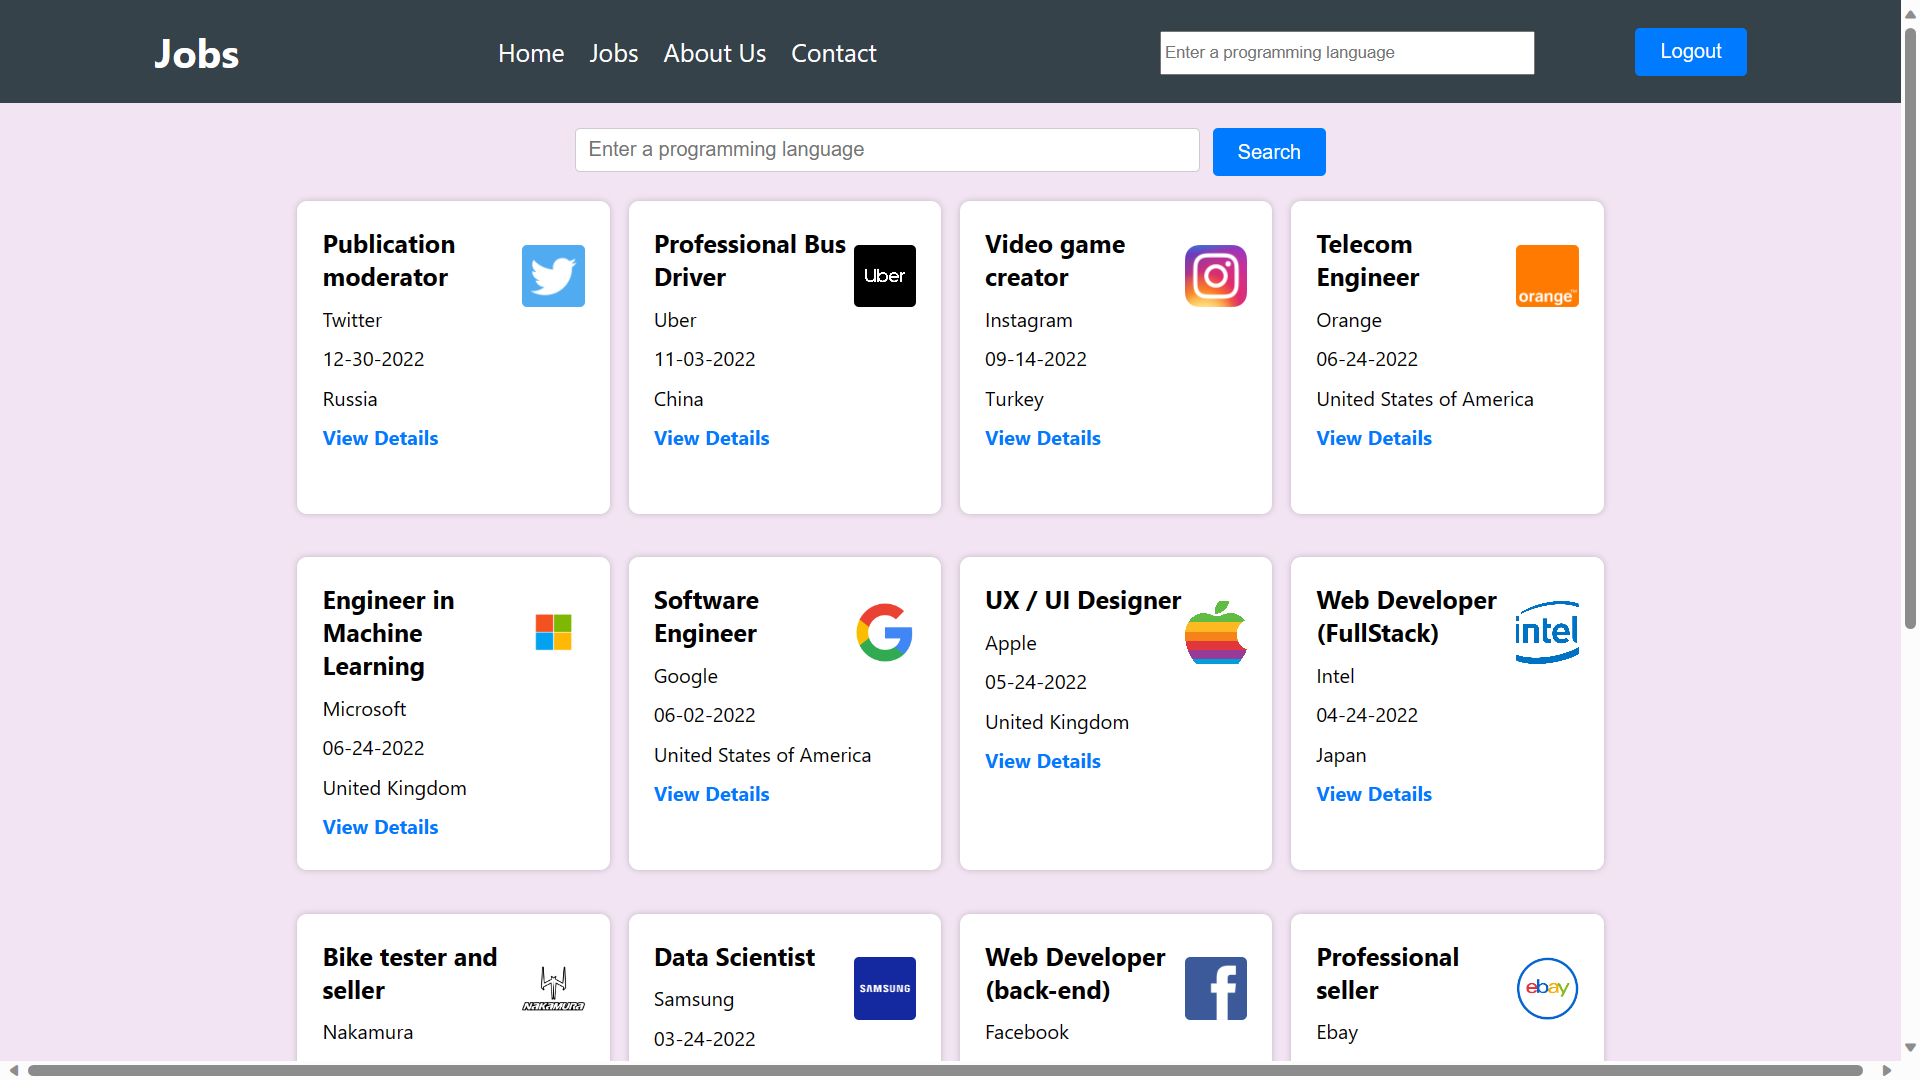 Jobs
Home
Jobs
About Us
Contact
Enter a programming language
Logout
Enter a programming language
Search
Publication
moderator
Twitter
12-30-2022
Russia
View Details
Professional Bus
Driver
Uber
Uber
11-03-2022
China
View Details
Video game
creator
Instagram
09-14-2022
Turkey
View Details
Telecom
Engineer
orange™
Orange
06-24-2022
United States of America
View Details
Engineer in
Machine
Learning
Microsoft
06-24-2022
United Kingdom
View Details
Software
Engineer
Google
06-02-2022
United States of America
View Details
UX / UI Designer
Apple
05-24-2022
United Kingdom
View Details
Web Developer
(FullStack)
intel
Intel
04-24-2022
Japan
View Details
Bike tester and
seller
NAKAMURA
Nakamura
Data Scientist
SAMSUNG
Samsung
03-24-2022
Web Developer
(back-end)
f
Facebook
Professional
seller
ebay
Ebay